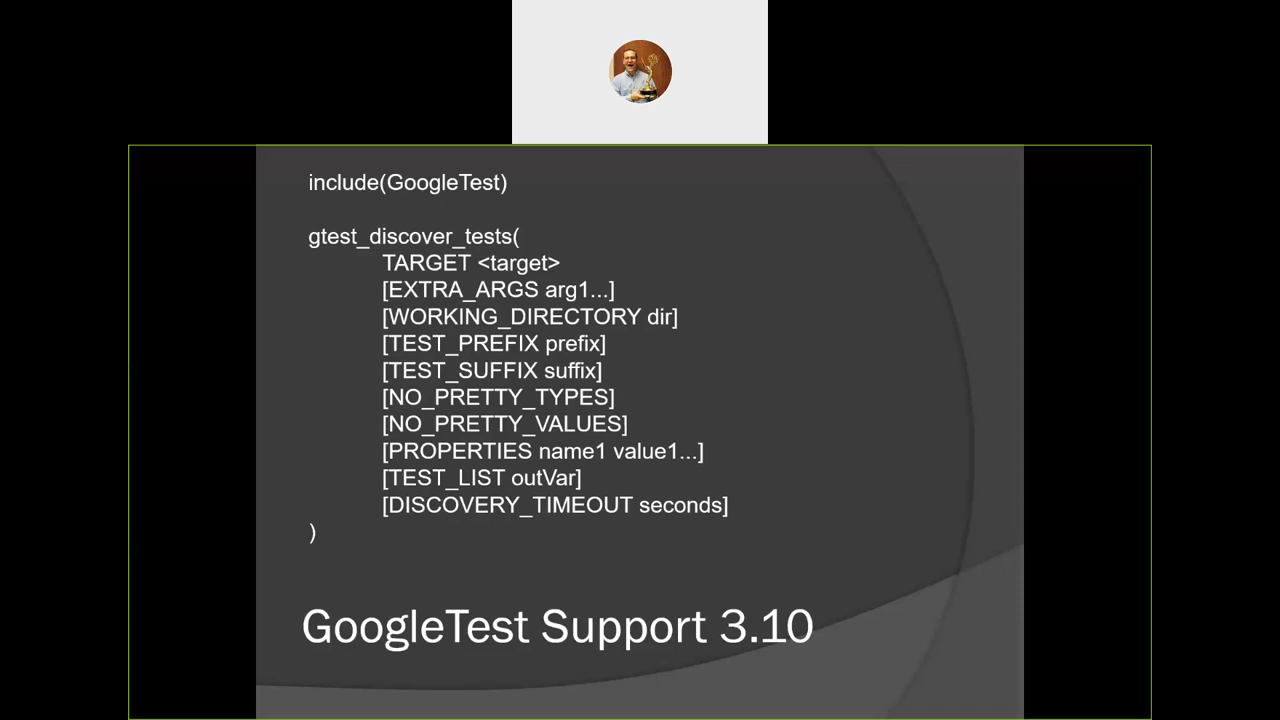 include(GoogleTest)
gtest_discover_tests(
TARGET <target>
[EXTRA_ARGS arg1...]
[WORKING_DIRECTORY dir]
[TEST_PREFIX prefix]
[TEST_SUFFIX suffix]
[NO_PRETTY_TYPES]
[NO_PRETTY_VALUES]
[PROPERTIES name1 value1...]
[TEST_LIST outVar]
[DISCOVERY_TIMEOUT seconds]
)
GoogleTest Support 3.10